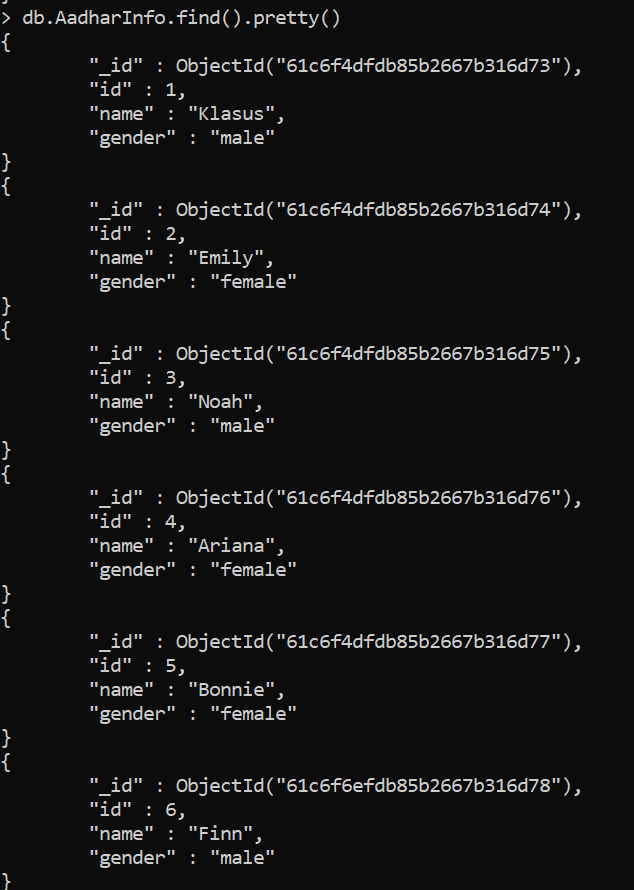 }
> db.AadharInfo.find().pretty()
{
        "_id" : ObjectId("61c6f4dfdb85b2667b316d73"),
        "id" : 1,
        "name" : "Klasus",
        "gender" : "male"
}
{
        "_id" : ObjectId("61c6f4dfdb85b2667b316d74"),
        "id" : 2,
        "name" : "Emily",
        "gender" : "female"
}
{
        "_id" : ObjectId("61c6f4dfdb85b2667b316d75"),
        "id" : 3,
        "name" : "Noah",
        "gender" : "male"
}
{
        "_id" : ObjectId("61c6f4dfdb85b2667b316d76"),
        "id" : 4,
        "name" : "Ariana",
        "gender" : "female"
}
{
        "_id" : ObjectId("61c6f4dfdb85b2667b316d77"),
        "id" : 5,
        "name" : "Bonnie",
        "gender" : "female"
}
{
        "_id" : ObjectId("61c6f6efdb85b2667b316d78"),
        "id" : 6,
        "name" : "Finn",
        "gender" : "male"
}